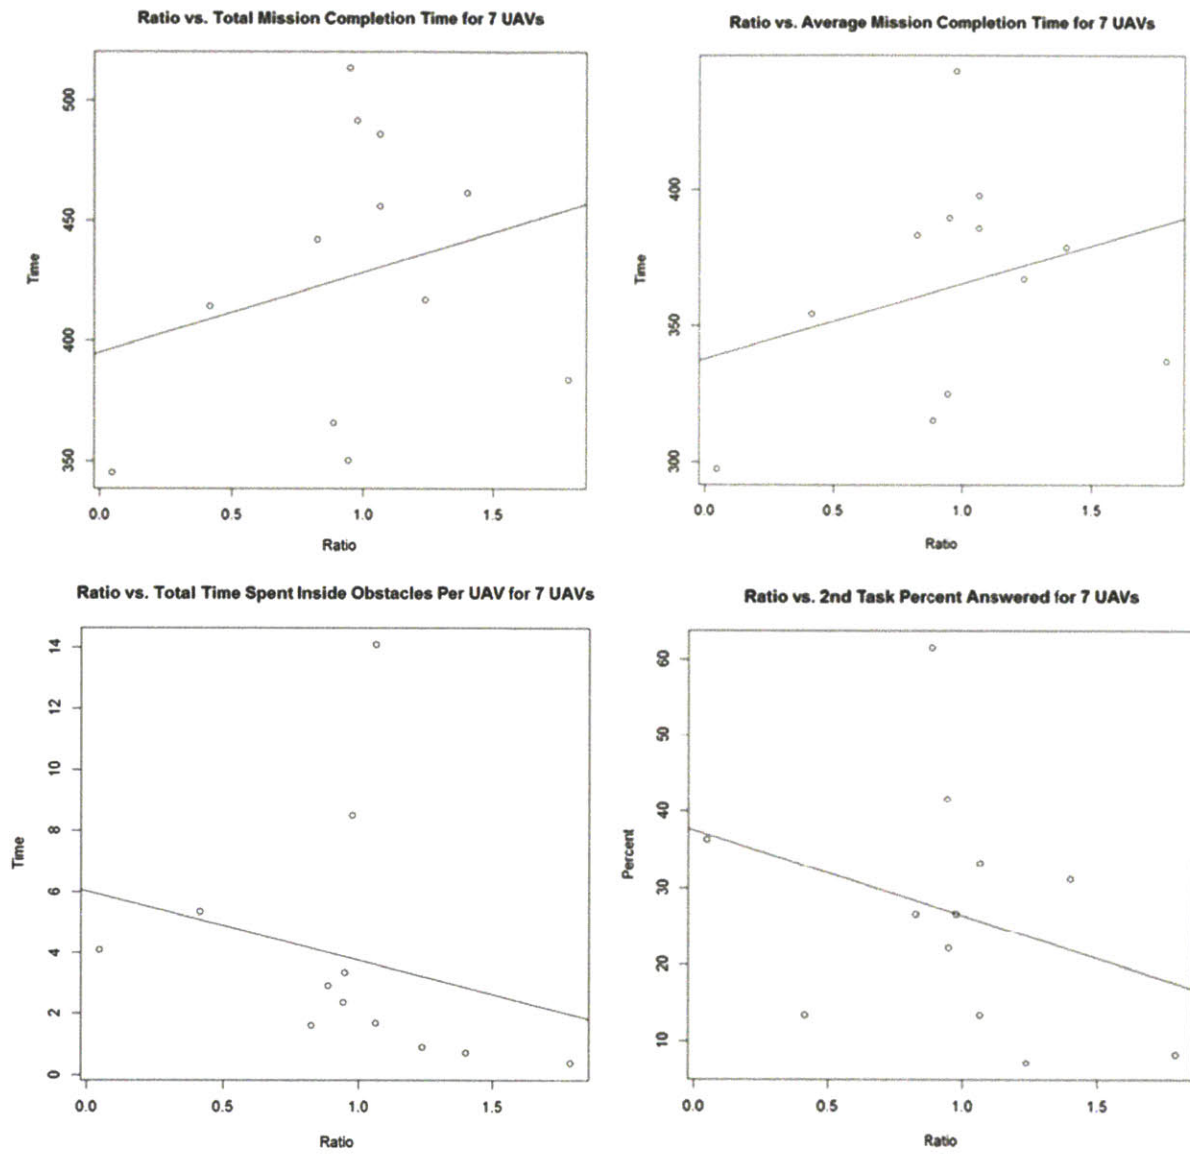 Ratio vs. Total Mission Completion Time for 7 UAVs
Time
500
450
400
350
0.0 0.5 1.0 1.5
Ratio
Ratio vs. Average Mission Completion Time for 7 UAVs
Time
400
350
300
0.0 0.5 1.0 1.5
Ratio
Ratio vs. Total Time Spent Inside Obstacles Per UAV for 7 UAVs
Time
14
12
10
8
6
4
2
0
0.0 0.5 1.0 1.5
Ratio
Ratio vs. 2nd Task Percent Answered for 7 UAVs
Percent
60
50
40
30
20
10
0.0 0.5 1.0 1.5
Ratio